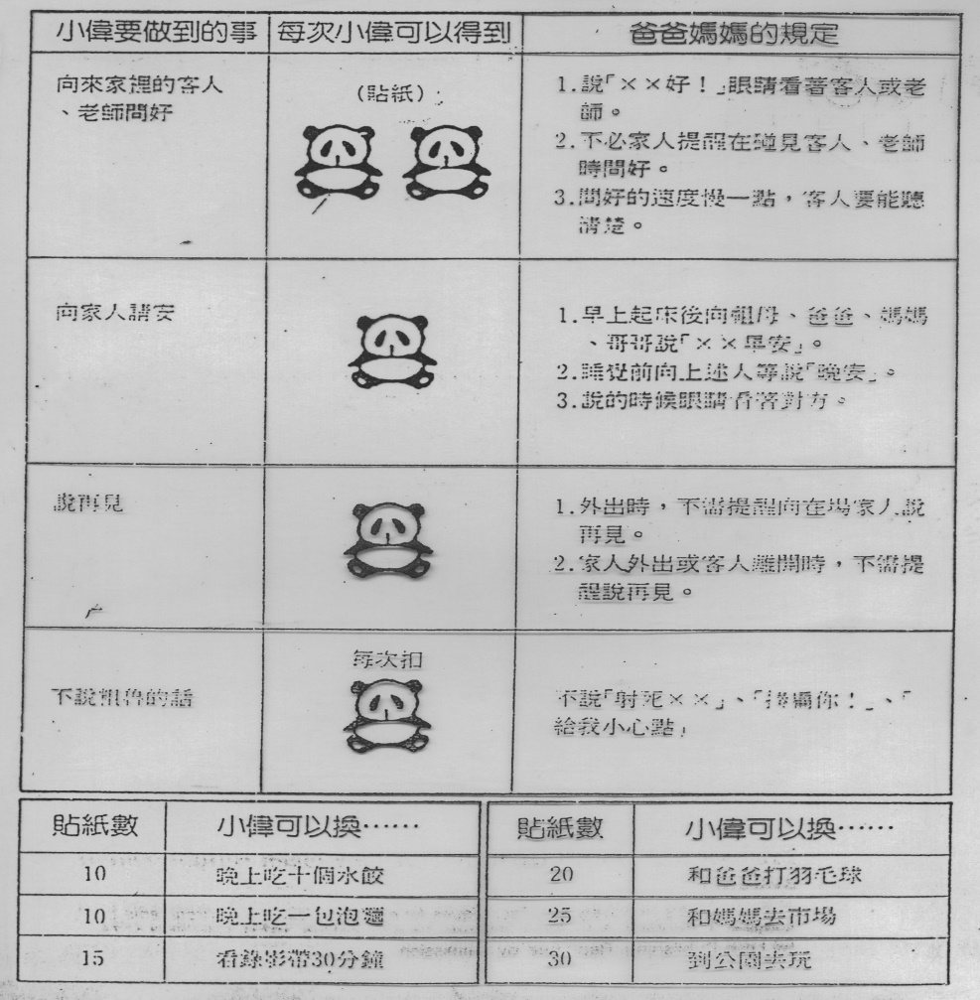 小偉要做到的事
每次小偉可以得到
爸爸媽媽的規定
向來家裡的客人
、老師問好
(貼紙)
1.說「××好！」眼睛看著客人或老
師。
2.不必家人提醒在碰見客人、老師
時問好。
3.問好的速度慢一點，客人要能聽
清楚。
向家人請安
1.早上起床後向祖母、爸爸、媽媽
、哥哥說「××早安」。
2.睡覺前向上述人等說「晚安」。
3.說的時候眼睛看著對方。
說再見
1.外出時，不需提醒向在場家人說
再見。
2.家人外出或客人離開時，不需提
醒說再見。
不說粗魯的話
每次扣
不說「射死××」、「揍扁你！」、「
給我小心點」
貼紙數
小偉可以換……
貼紙數
小偉可以換……
10
晚上吃十個水餃
20
和爸爸打羽毛球
10
晚上吃一包泡麵
25
和媽媽去市場
15
看錄影帶30分鐘
30
到公園去玩